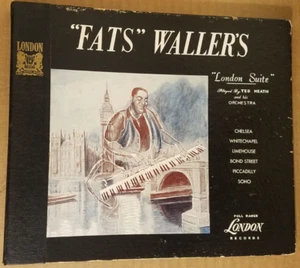 LONDON
"FATS" WALLER'S
"London Suite"
Played By TED HEATH
and his
ORCHESTRA
CHELSEA
WHITECHAPEL
LIMEHOUSE
BOND STREET
PICCADILLY
SOHO
FULL RANGE
London
RECORDS